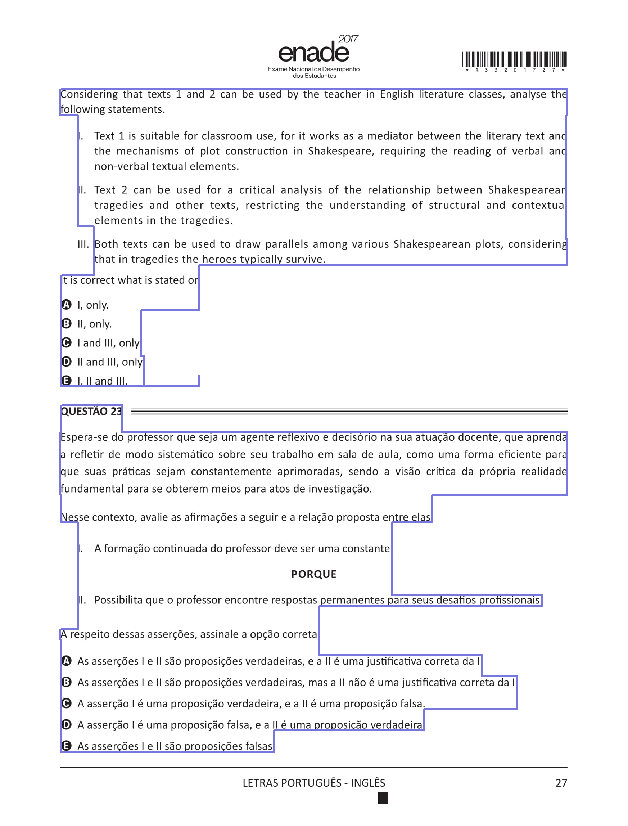 2017
enade
Exame Nacional de Desempenho
dos Estudantes
Considering that texts 1 and 2 can be used by the teacher in English literature classes, analyse the
following statements.
I. Text 1 is suitable for classroom use, for it works as a mediator between the literary text and
the mechanisms of plot construction in Shakespeare, requiring the reading of verbal and
non-verbal textual elements.
II. Text 2 can be used for a critical analysis of the relationship between Shakespearean
tragedies and other texts, restricting the understanding of structural and contextual
elements in the tragedies.
III. Both texts can be used to draw parallels among various Shakespearean plots, considering
that in tragedies the heroes typically survive.
It is correct what is stated on
A I, only.
B II, only.
C I and III, only
D II and III, only
E I, II and III.
QUESTÃO 23
Espera-se do professor que seja um agente reflexivo e decisório na sua atuação docente, que aprenda
a refletir de modo sistemático sobre seu trabalho em sala de aula, como uma forma eficiente para
que suas práticas sejam constantemente aprimoradas, sendo a visão crítica da própria realidade
fundamental para se obterem meios para atos de investigação.
Nesse contexto, avalie as afirmações a seguir e a relação proposta entre elas
I. A formação continuada do professor deve ser uma constante
PORQUE
II. Possibilita que o professor encontre respostas permanentes para seus desafios profissionais
A respeito dessas asserções, assinale a opção correta
A As asserções I e II são proposições verdadeiras, e a II é uma justificativa correta da I
B As asserções I e II são proposições verdadeiras, mas a II não é uma justificativa correta da I
C A asserção I é uma proposição verdadeira, e a II é uma proposição falsa.
D A asserção I é uma proposição falsa, e a II é uma proposição verdadeira
E As asserções I e II são proposições falsas
LETRAS PORTUGUÊS - INGLÊS 27